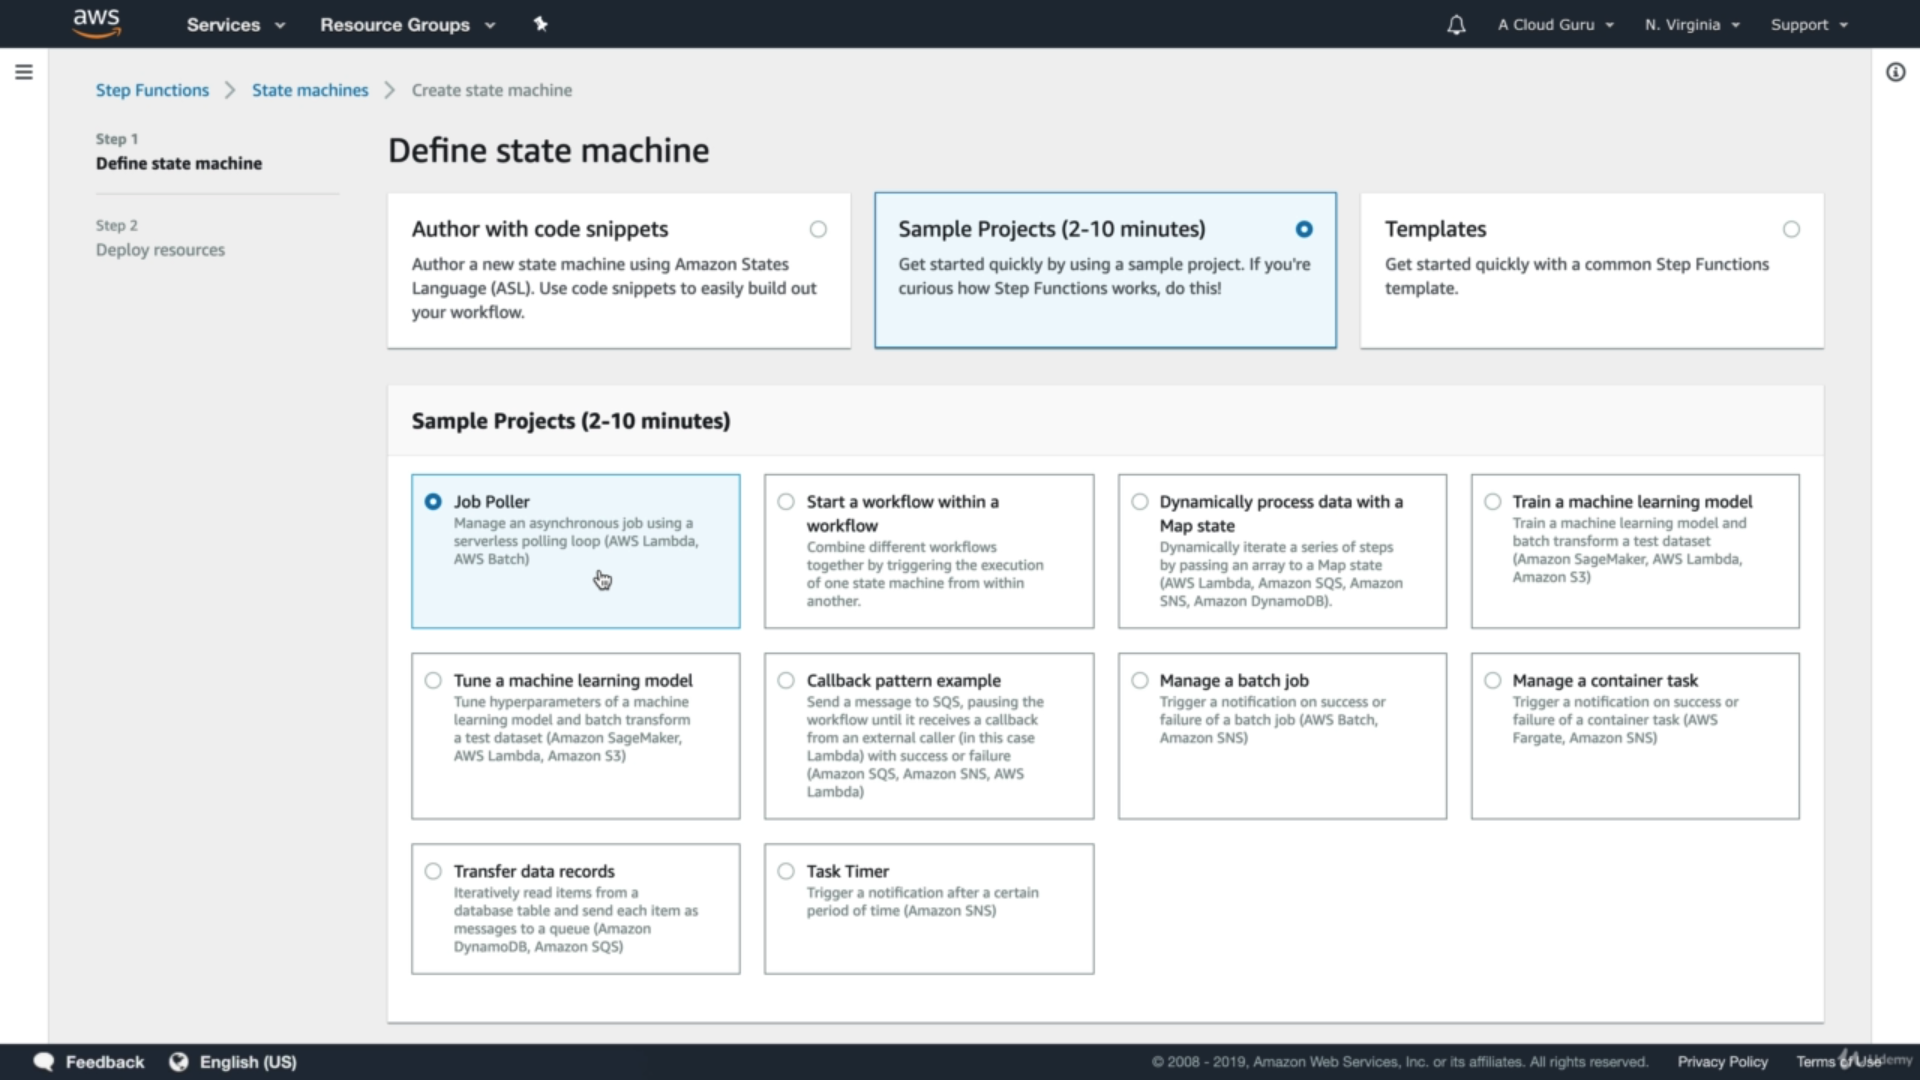 aws Services Resource Groups A Cloud Guru N. Virginia Support
Step Functions > State machines > Create state machine
Step 1
Define state machine
Step 2
Deploy resources
Define state machine
Author with code snippets
Author a new state machine using Amazon States
Language (ASL). Use code snippets to easily build out
your workflow.
Sample Projects (2-10 minutes)
Get started quickly by using a sample project. If you're
curious how Step Functions works, do this!
Templates
Get started quickly with a common Step Functions
template.
Sample Projects (2-10 minutes)
Job Poller
Manage an asynchronous job using a
serverless polling loop (AWS Lambda,
AWS Batch)
Start a workflow within a
workflow
Combine different workflows
together by triggering the execution
of one state machine from within
another.
Dynamically process data with a
Map state
Dynamically iterate a series of steps
by passing an array to a Map state
(AWS Lambda, Amazon SQS, Amazon
SNS, Amazon DynamoDB).
Train a machine learning model
Train a machine learning model and
batch transform a test dataset
(Amazon SageMaker, AWS Lambda,
Amazon S3)
Tune a machine learning model
Tune hyperparameters of a machine
learning model and batch transform
a test dataset (Amazon SageMaker,
AWS Lambda, Amazon S3)
Callback pattern example
Send a message to SQS, pausing the
workflow until it receives a callback
from an external caller (in this case
Lambda) with success or failure
(Amazon SQS, Amazon SNS, AWS
Lambda)
Manage a batch job
Trigger a notification on success or
failure of a batch job (AWS Batch,
Amazon SNS)
Manage a container task
Trigger a notification on success or
failure of a container task (AWS
Fargate, Amazon SNS)
Transfer data records
Iteratively read items from a
database table and send each item as
messages to a queue (Amazon
DynamoDB, Amazon SQS)
Task Timer
Trigger a notification after a certain
period of time (Amazon SNS)
Feedback English (US) © 2008 - 2019, Amazon Web Services, Inc. or its affiliates. All rights reserved. Privacy Policy Terms of Use